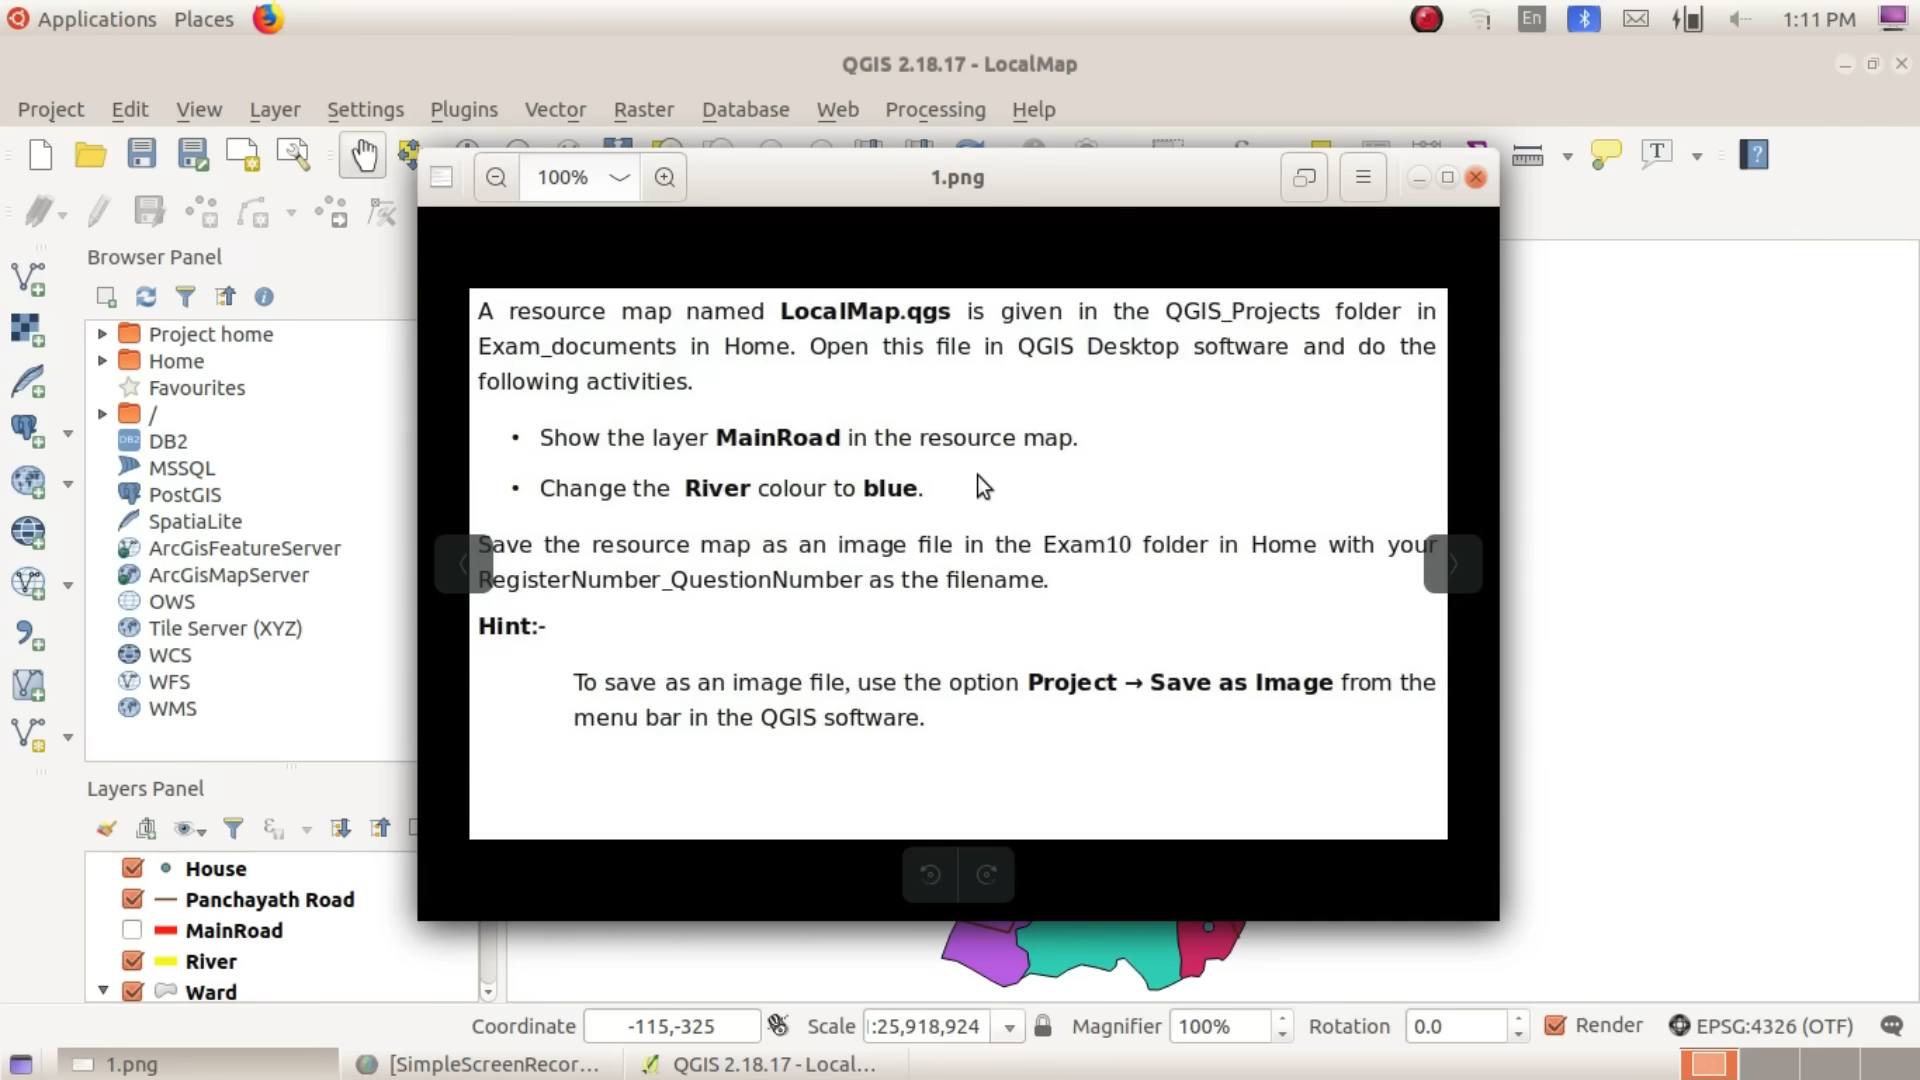 Applications Places
En
1:11 PM
QGIS 2.18.17 - LocalMap
Project Edit View Layer Settings Plugins Vector Raster Database Web Processing Help
100%
1.png
Browser Panel
Project home
Home
Favourites
/
DB2
MSSQL
PostGIS
SpatiaLite
ArcGisFeatureServer
ArcGisMapServer
OWS
Tile Server (XYZ)
WCS
WFS
WMS
A resource map named LocalMap.qgs is given in the QGIS_Projects folder in
Exam_documents in Home. Open this file in QGIS Desktop software and do the
following activities.
• Show the layer MainRoad in the resource map.
• Change the River colour to blue.
Save the resource map as an image file in the Exam10 folder in Home with your
RegisterNumber_QuestionNumber as the filename.
Hint:-
To save as an image file, use the option Project → Save as Image from the
menu bar in the QGIS software.
Layers Panel
House
Panchayath Road
MainRoad
River
Ward
Coordinate -115,-325 Scale :25,918,924 Magnifier 100% Rotation 0.0 Render EPSG:4326 (OTF)
1.png [SimpleScreenRecor... QGIS 2.18.17 - Local...